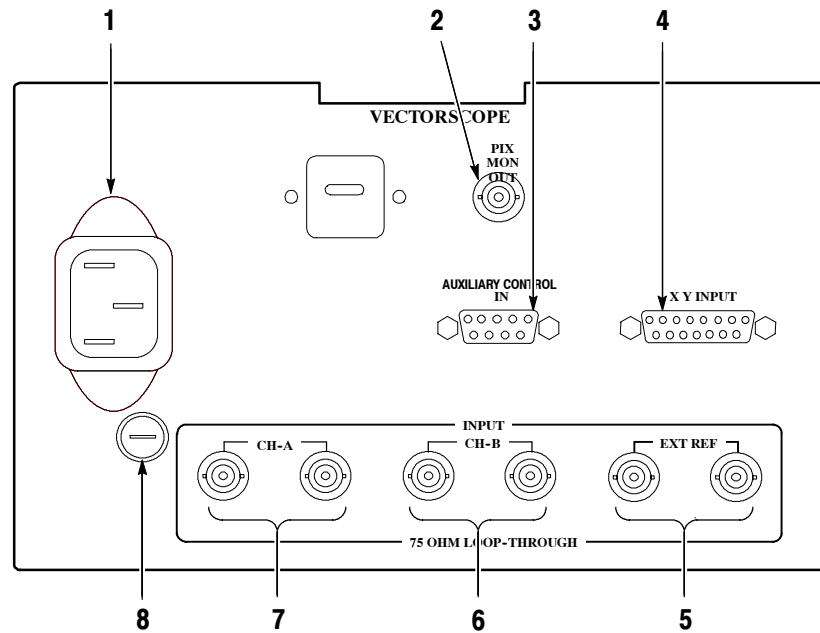 1 2 3 4
VECTORSCOPE
PIX
MON
OUT
AUXILIARY CONTROL
IN
X Y INPUT
INPUT
CH-A CH-B EXT REF
75 OHM LOOP-THROUGH
8 7 6 5